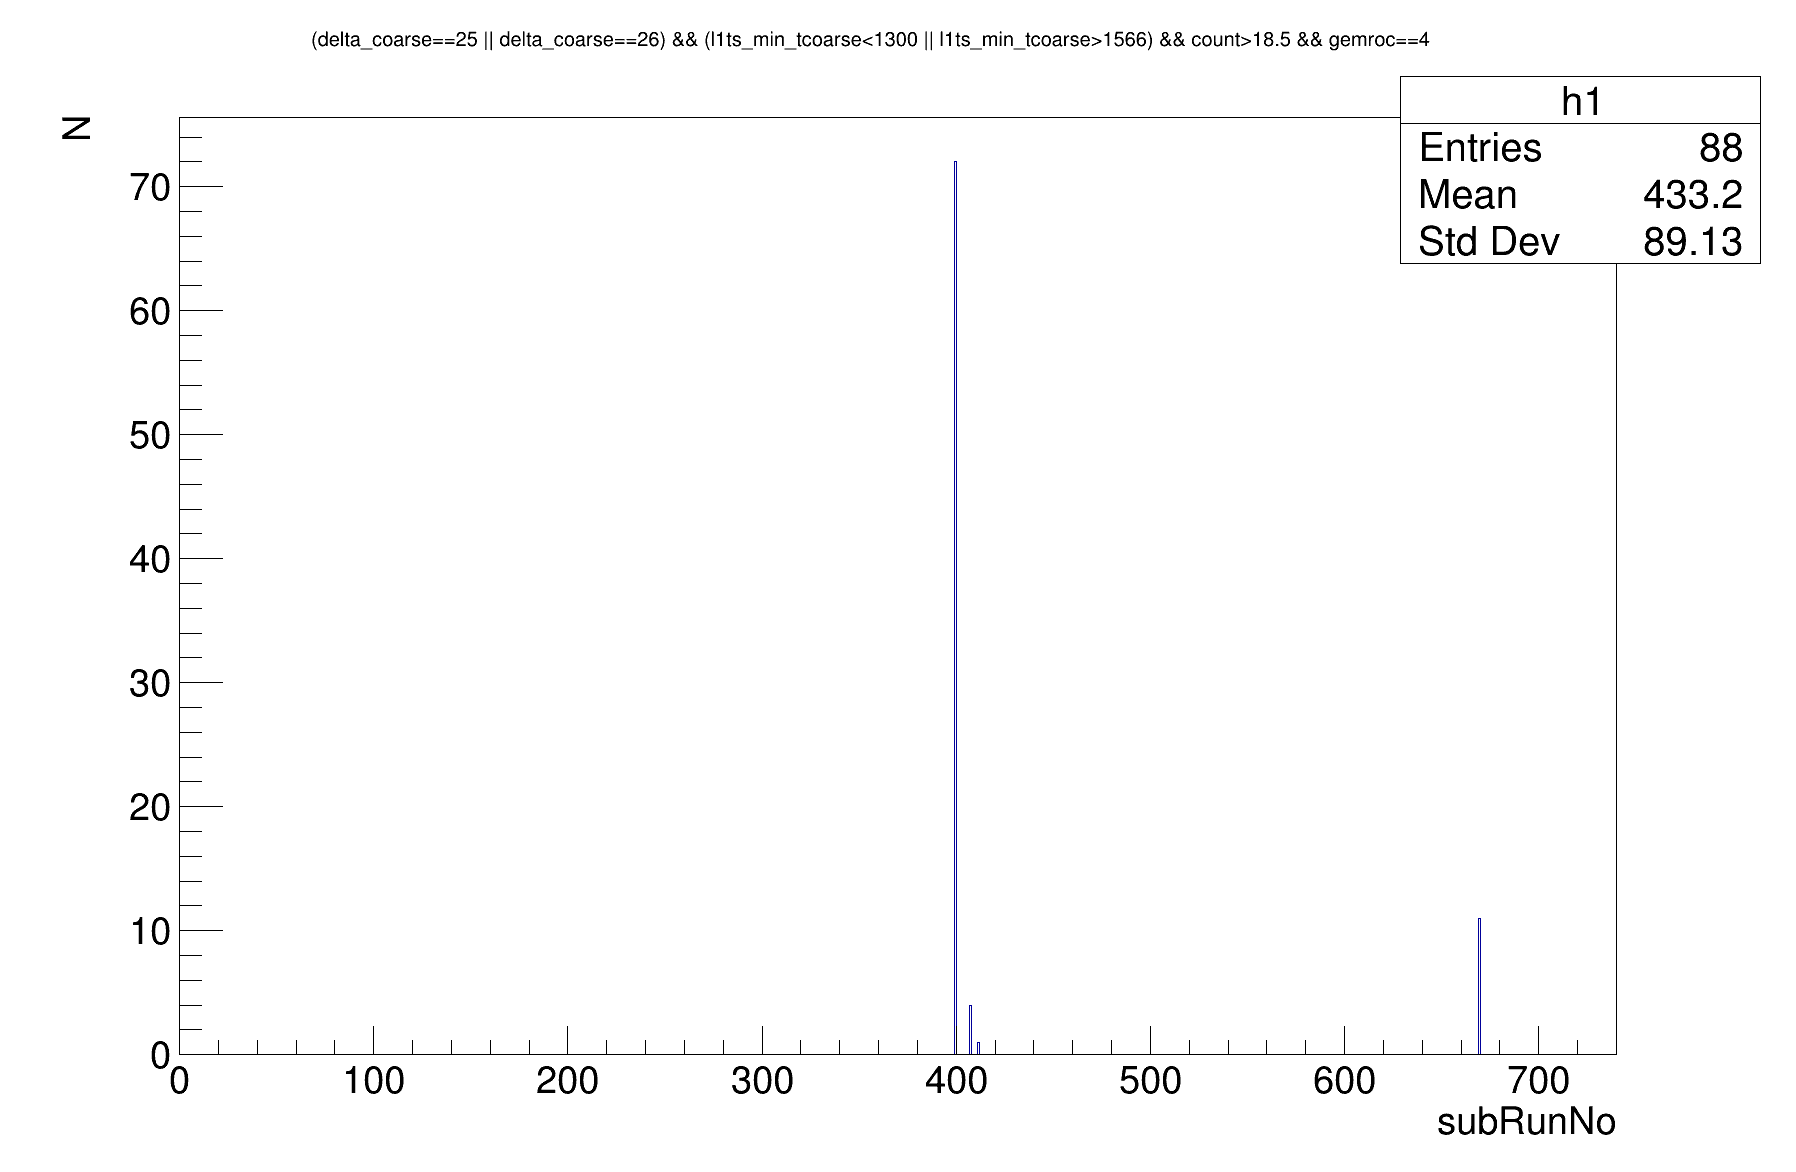 (delta_coarse==25 || delta_coarse==26) && (l1ts_min_tcoarse<1300 || l1ts_min_tcoarse>1566) && count>18.5 && gemroc==4
h1
Entries 88
Mean 433.2
Std Dev 89.13
N
70
60
50
40
30
20
10
0
0 100 200 300 400 500 600 700
subRunNo